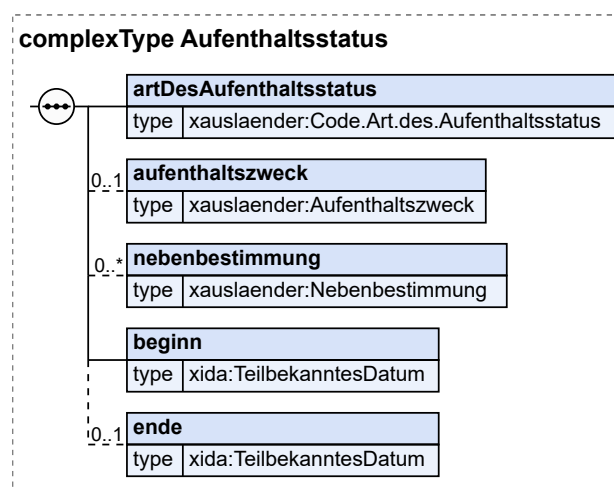 complexType Aufenthaltsstatus
artDesAufenthaltsstatus
type xauslaender:Code.Art.des.Aufenthaltsstatus
0..1
aufenthaltszweck
type xauslaender:Aufenthaltszweck
0..*
nebenbestimmung
type xauslaender:Nebenbestimmung
beginn
type xida:TeilbekanntesDatum
0..1
ende
type xida:TeilbekanntesDatum